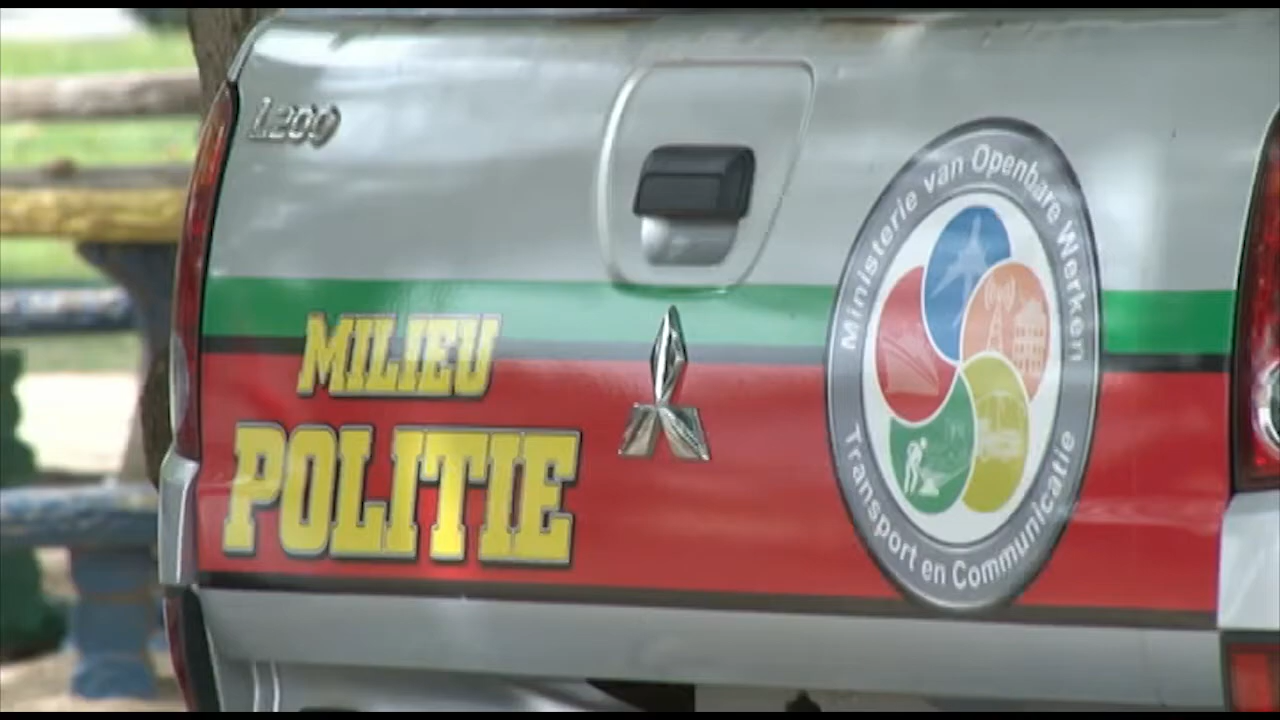 L200
MILIEU
POLITIE
Ministerie van Openbare Werken
Transport en Communicatie